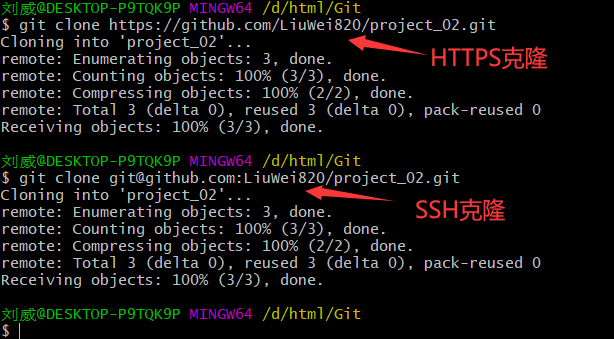 刘威@DESKTOP-P9TQK9P MINGW64 /d/html/Git
$ git clone https://github.com/LiuWei820/project_02.git
Cloning into 'project_02'...
HTTPS克隆
remote: Enumerating objects: 3, done.
remote: Counting objects: 100% (3/3), done.
remote: Compressing objects: 100% (2/2), done.
remote: Total 3 (delta 0), reused 3 (delta 0), pack-reused 0
Receiving objects: 100% (3/3), done.
刘威@DESKTOP-P9TQK9P MINGW64 /d/html/Git
$ git clone git@github.com:LiuWei820/project_02.git
Cloning into 'project_02'...
SSH克隆
remote: Enumerating objects: 3, done.
remote: Counting objects: 100% (3/3), done.
remote: Compressing objects: 100% (2/2), done.
remote: Total 3 (delta 0), reused 3 (delta 0), pack-reused 0
Receiving objects: 100% (3/3), done.
刘威@DESKTOP-P9TQK9P MINGW64 /d/html/Git
$